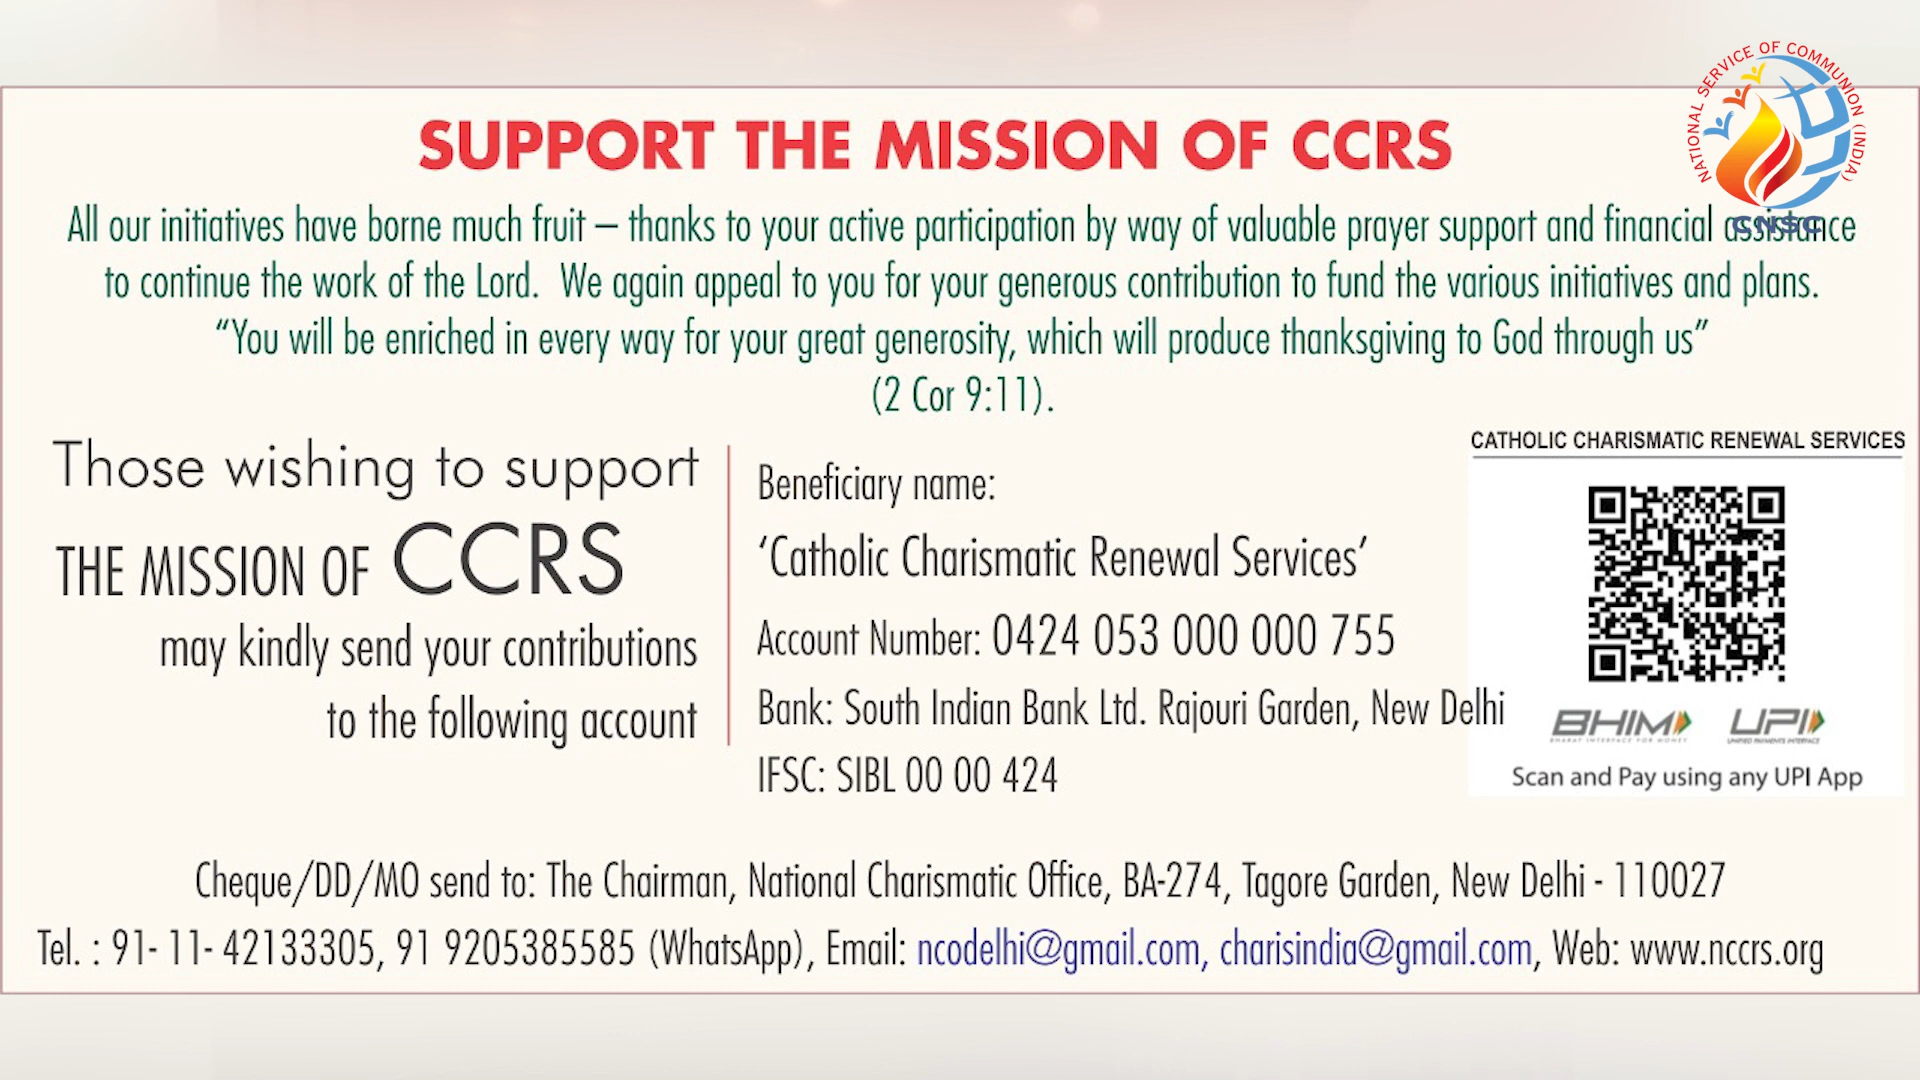 NATIONAL SERVICE OF COMMUNION (INDIA)
CNSC
SUPPORT THE MISSION OF CCRS
All our initiatives have borne much fruit – thanks to your active participation by way of valuable prayer support and financial assistance
to continue the work of the Lord. We again appeal to you for your generous contribution to fund the various initiatives and plans.
“You will be enriched in every way for your great generosity, which will produce thanksgiving to God through us”
(2 Cor 9:11).
Those wishing to support
THE MISSION OF CCRS
may kindly send your contributions
to the following account
Beneficiary name:
‘Catholic Charismatic Renewal Services’
Account Number: 0424 053 000 000 755
Bank: South Indian Bank Ltd. Rajouri Garden, New Delhi
IFSC: SIBL 00 00 424
CATHOLIC CHARISMATIC RENEWAL SERVICES
BHIM UPI
BHARAT INTERFACE FOR MONEY UNIFIED PAYMENTS INTERFACE
Scan and Pay using any UPI App
Cheque/DD/MO send to: The Chairman, National Charismatic Office, BA-274, Tagore Garden, New Delhi - 110027
Tel. : 91- 11- 42133305, 91 9205385585 (WhatsApp), Email: ncodelhi@gmail.com, charisindia@gmail.com, Web: www.nccrs.org